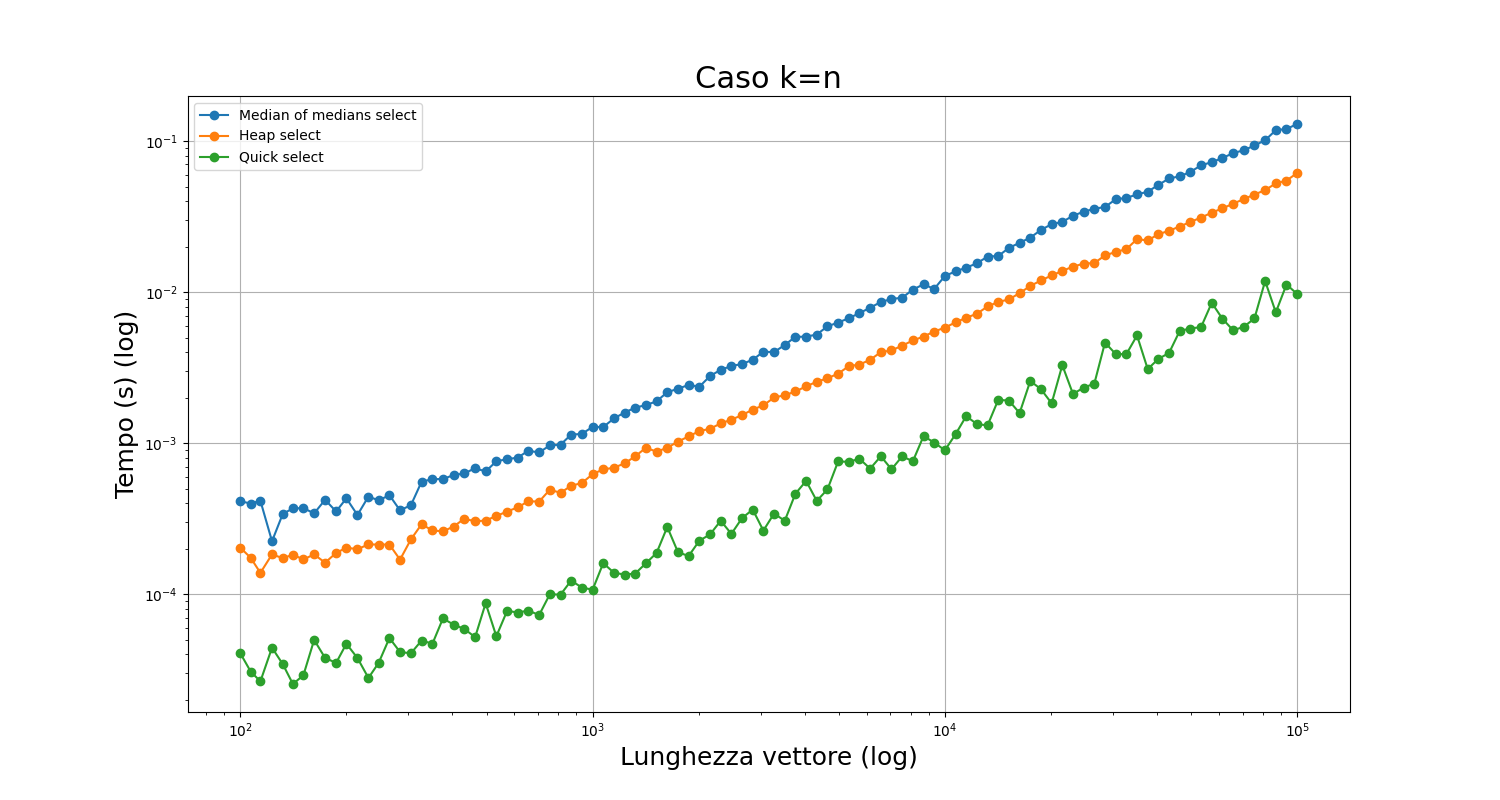 Caso k=n
Median of medians select
Heap select
Quick select
Tempo (s) (log)
10⁻¹
10⁻²
10⁻³
10⁻⁴
10²
10³
10⁴
10⁵
Lunghezza vettore (log)